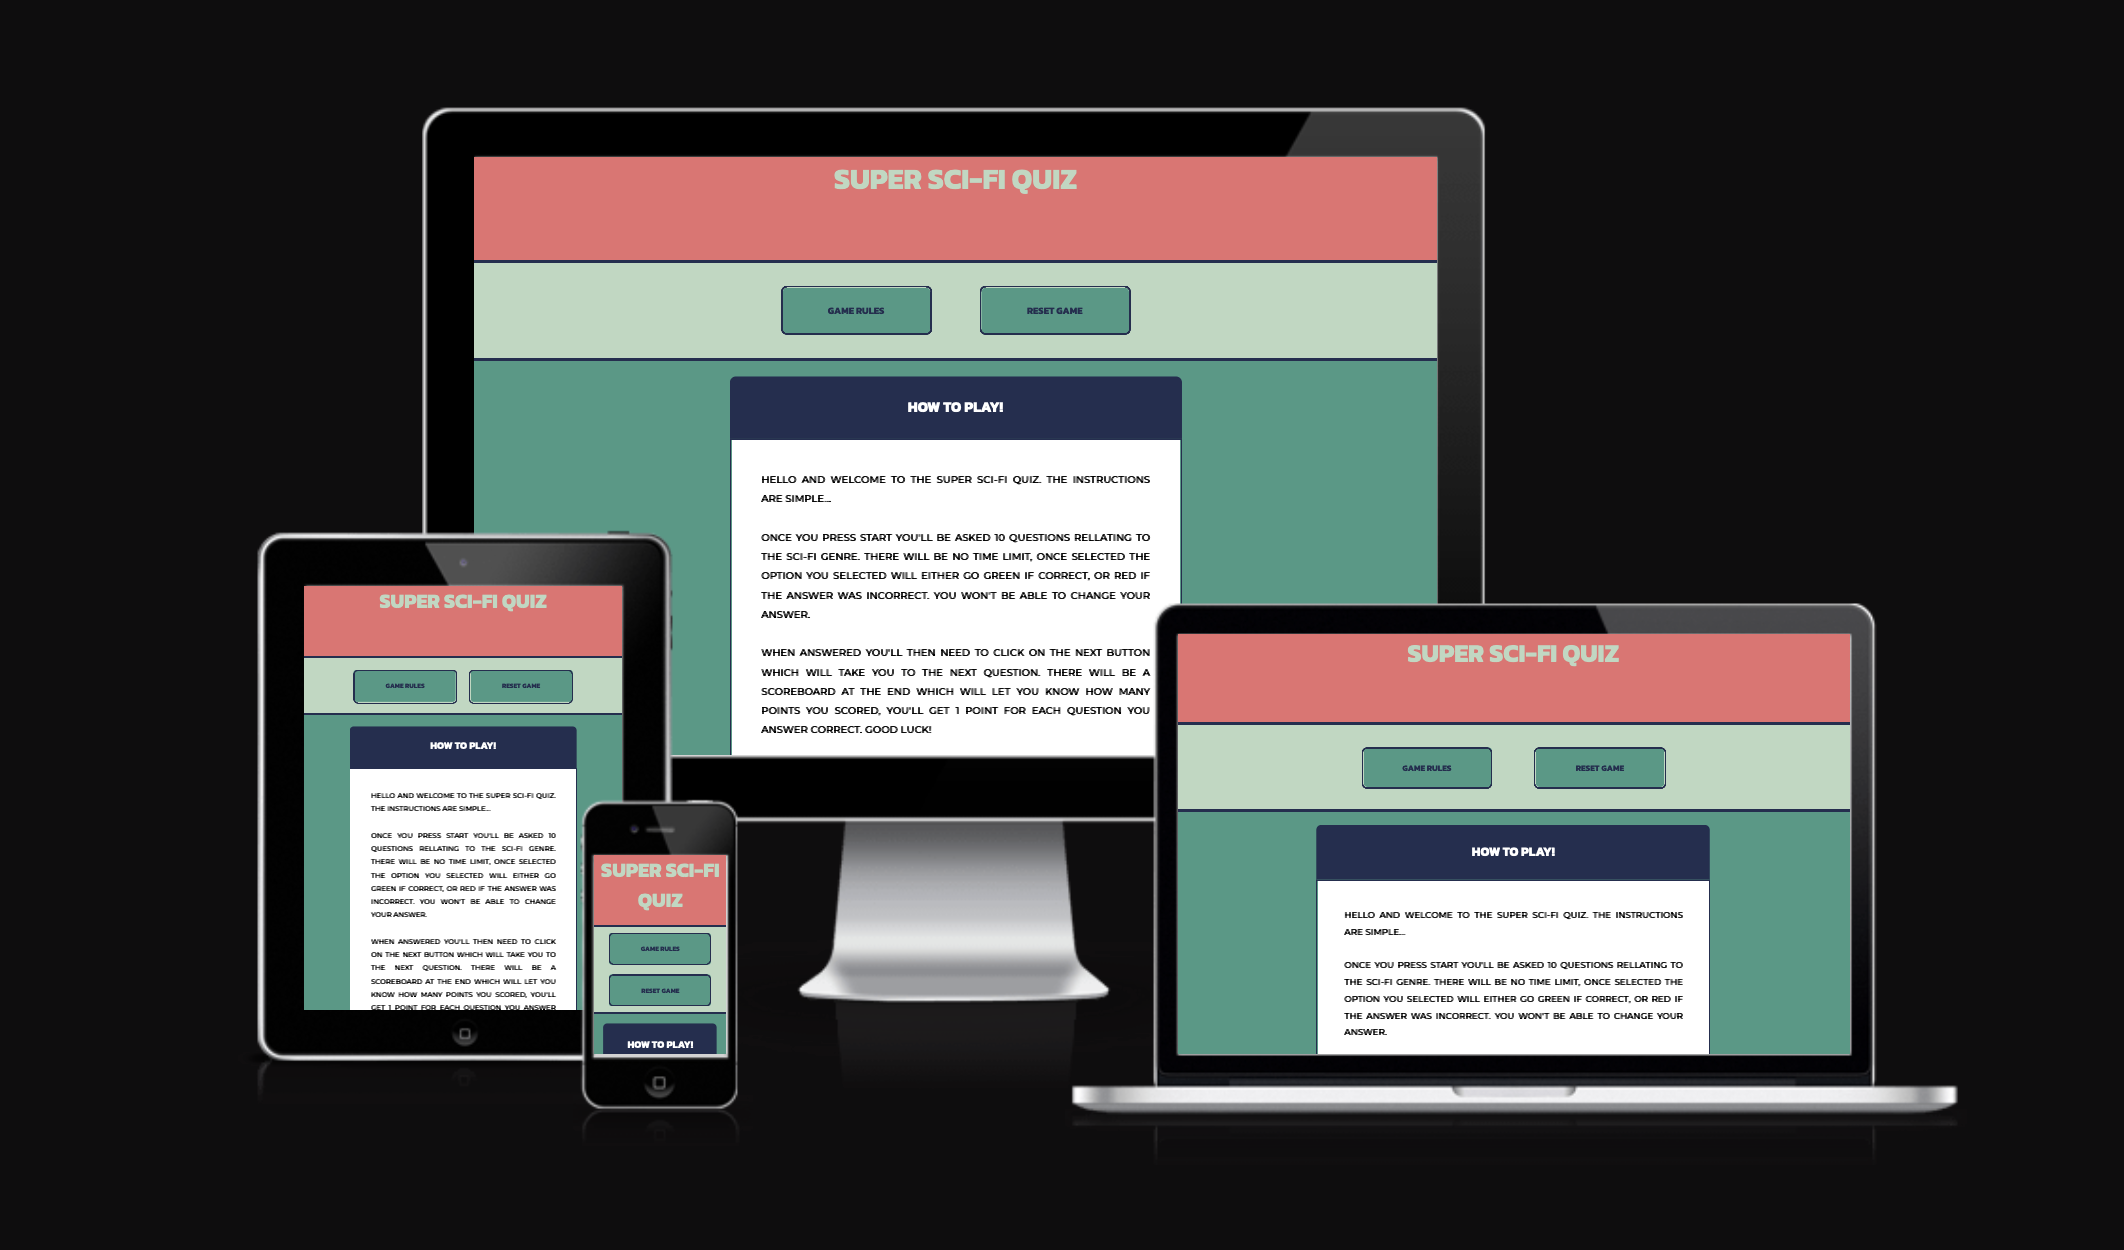 SUPER SCI-FI QUIZ
GAME RULES
RESET GAME
HOW TO PLAY!
HELLO AND WELCOME TO THE SUPER SCI-FI QUIZ. THE INSTRUCTIONS
ARE SIMPLE...
ONCE YOU PRESS START YOU'LL BE ASKED 10 QUESTIONS RELLATING TO
THE SCI-FI GENRE. THERE WILL BE NO TIME LIMIT, ONCE SELECTED THE
OPTION YOU SELECTED WILL EITHER GO GREEN IF CORRECT, OR RED IF
THE ANSWER WAS INCORRECT. YOU WON'T BE ABLE TO CHANGE YOUR
ANSWER.
WHEN ANSWERED YOU'LL THEN NEED TO CLICK ON THE NEXT BUTTON
WHICH WILL TAKE YOU TO THE NEXT QUESTION. THERE WILL BE A
SCOREBOARD AT THE END WHICH WILL LET YOU KNOW HOW MANY
POINTS YOU SCORED, YOU'LL GET 1 POINT FOR EACH QUESTION YOU
ANSWER CORRECT. GOOD LUCK!
SUPER SCI-FI QUIZ
GAME RULES
RESET GAME
HOW TO PLAY!
HELLO AND WELCOME TO THE SUPER SCI-FI QUIZ.
THE INSTRUCTIONS ARE SIMPLE...
ONCE YOU PRESS START YOU'LL BE ASKED 10
QUESTIONS RELLATING TO THE SCI-FI GENRE.
THERE WILL BE NO TIME LIMIT, ONCE SELECTED
THE OPTION YOU SELECTED WILL EITHER GO
GREEN IF CORRECT, OR RED IF THE ANSWER WAS
INCORRECT. YOU WON'T BE ABLE TO CHANGE
YOUR ANSWER.
WHEN ANSWERED YOU'LL THEN NEED TO CLICK
ON THE NEXT BUTTON WHICH WILL TAKE YOU TO
THE NEXT QUESTION. THERE WILL BE A
SCOREBOARD AT THE END WHICH WILL LET YOU
KNOW HOW MANY POINTS YOU SCORED, YOU'LL
GET 1 POINT FOR EACH QUESTION YOU ANSWER
SUPER SCI-FI
QUIZ
GAME RULES
RESET GAME
HOW TO PLAY!
SUPER SCI-FI QUIZ
GAME RULES
RESET GAME
HOW TO PLAY!
HELLO AND WELCOME TO THE SUPER SCI-FI QUIZ. THE INSTRUCTIONS
ARE SIMPLE...
ONCE YOU PRESS START YOU'LL BE ASKED 10 QUESTIONS RELLATING TO
THE SCI-FI GENRE. THERE WILL BE NO TIME LIMIT, ONCE SELECTED THE
OPTION YOU SELECTED WILL EITHER GO GREEN IF CORRECT, OR RED IF
THE ANSWER WAS INCORRECT. YOU WON'T BE ABLE TO CHANGE YOUR
ANSWER.